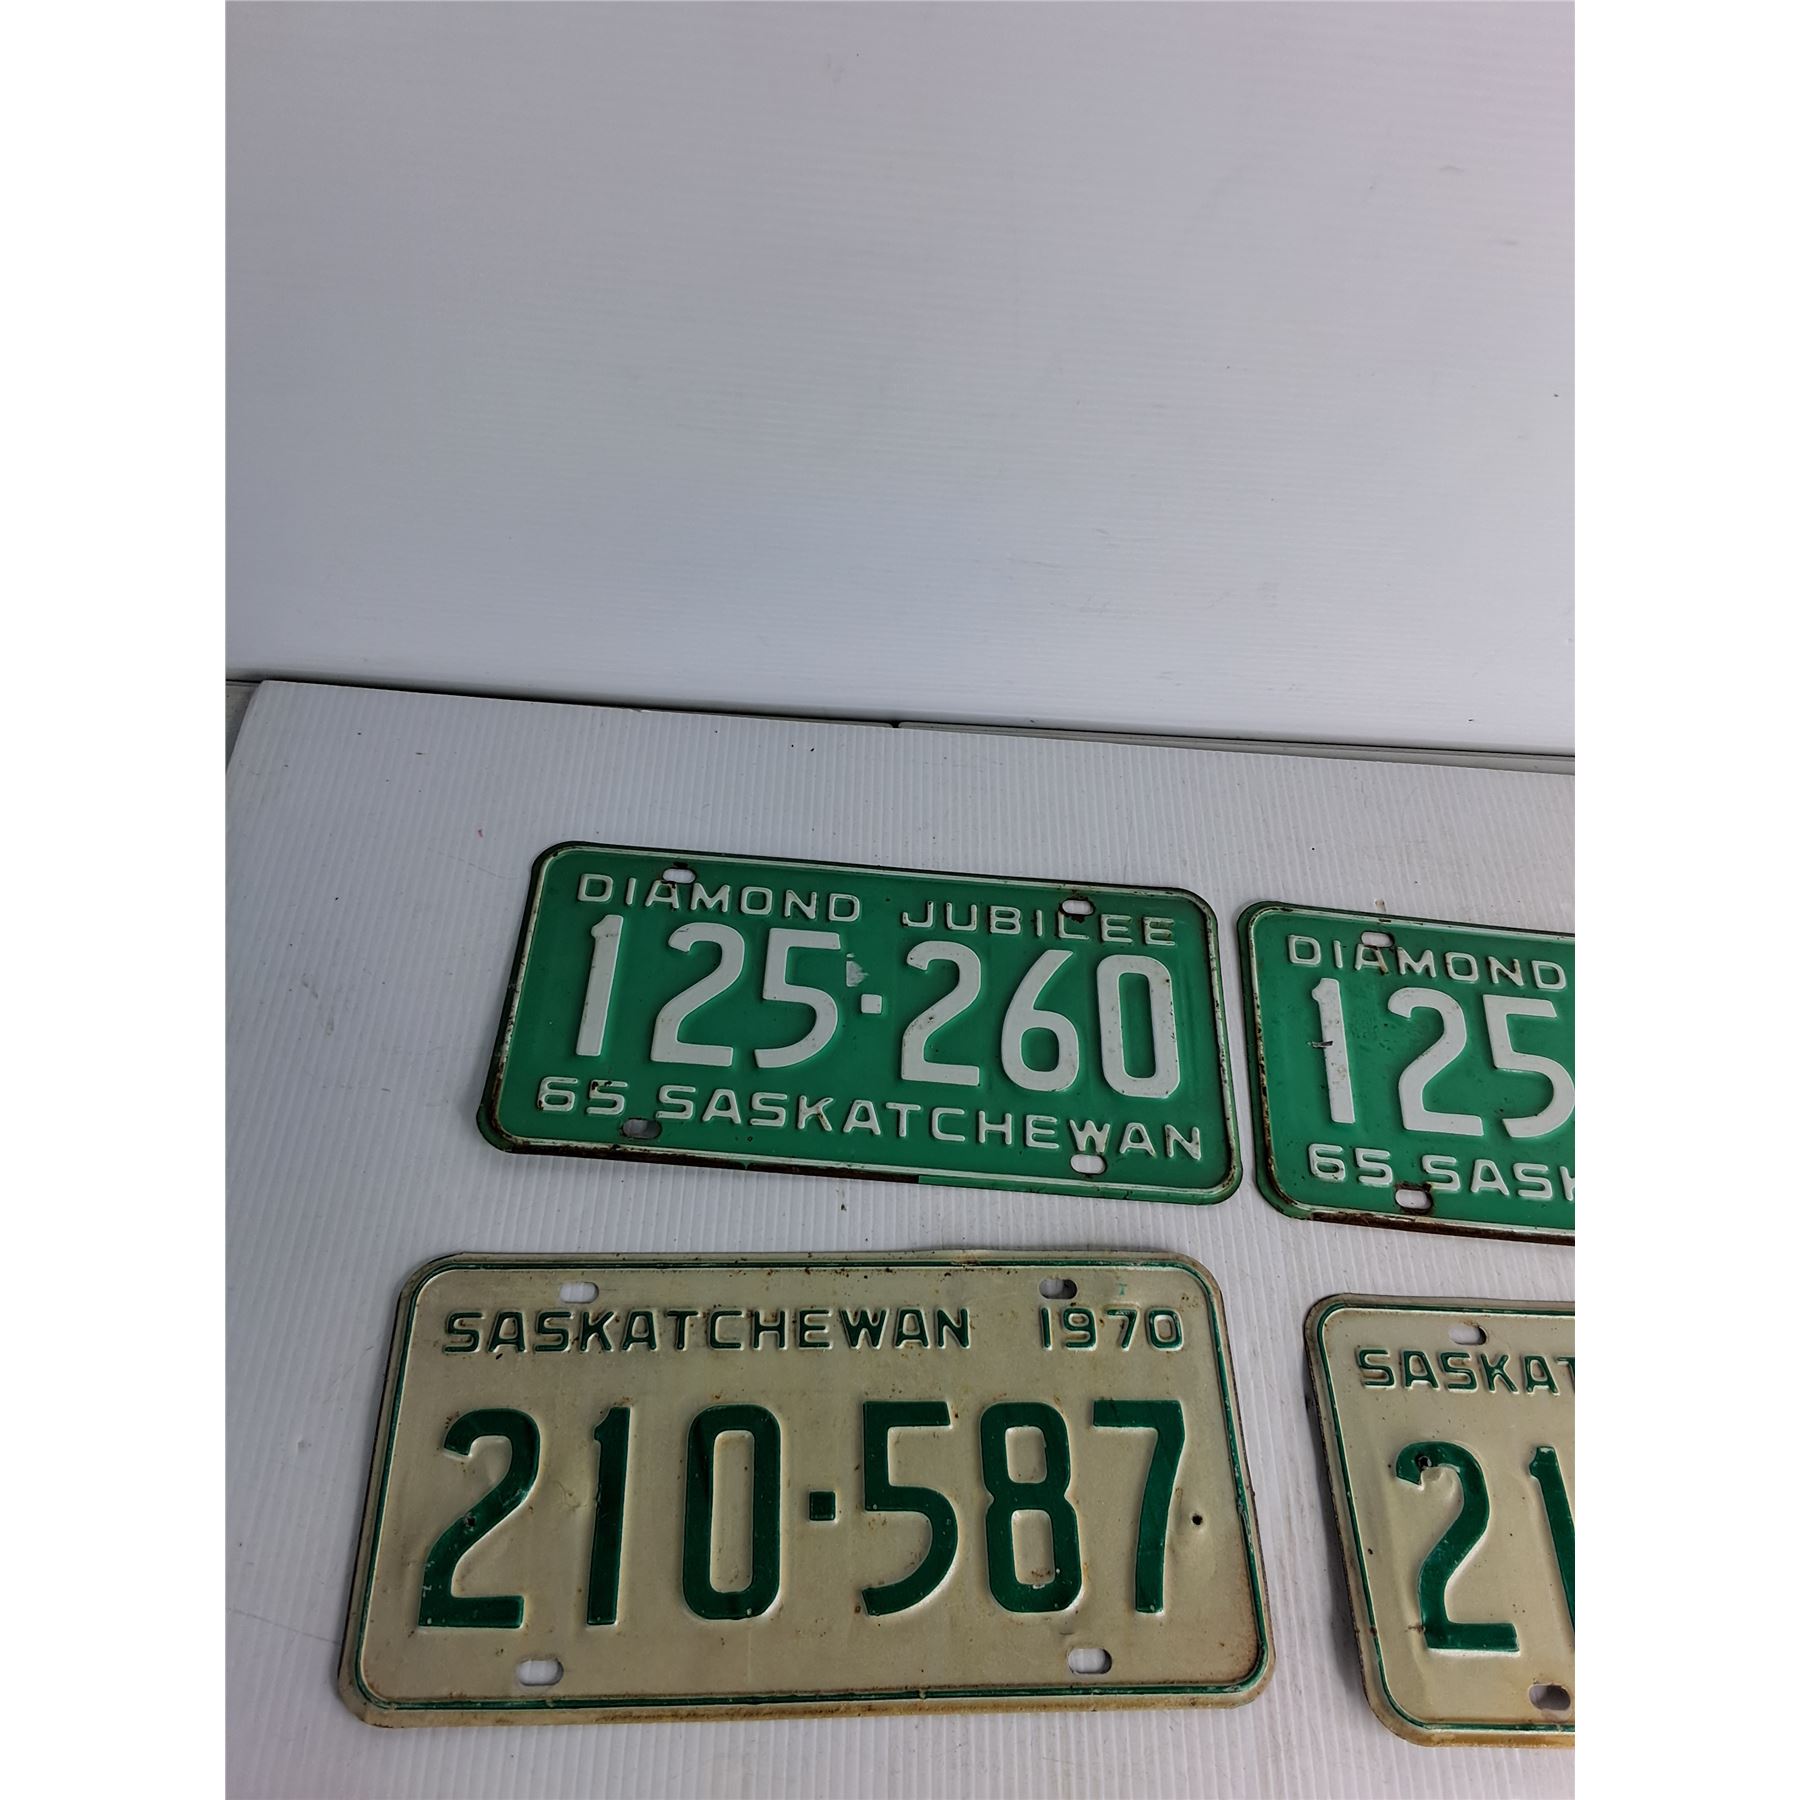 DIAMOND JUBILEE
125·260
65 SASKATCHEWAN
DIAMOND
125
65 SASK
SASKATCHEWAN 1970
210·587
SASKAT
21